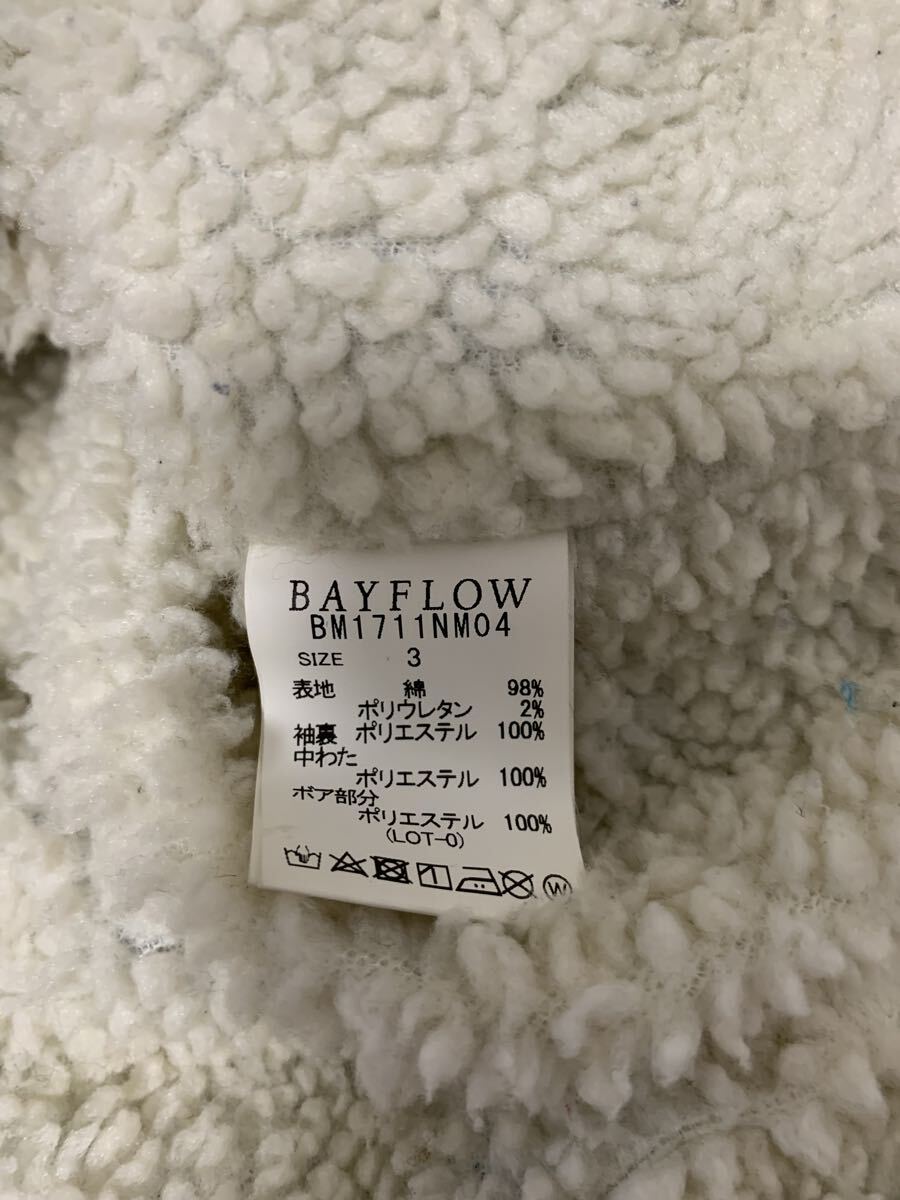 BAYFLOW
BM1711NM04
SIZE 3
表地 綿 98%
ポリウレタン 2%
袖裏 ポリエステル 100%
中わた
ポリエステル 100%
ボア部分
ポリエステル 100%
(LOT-0)
W